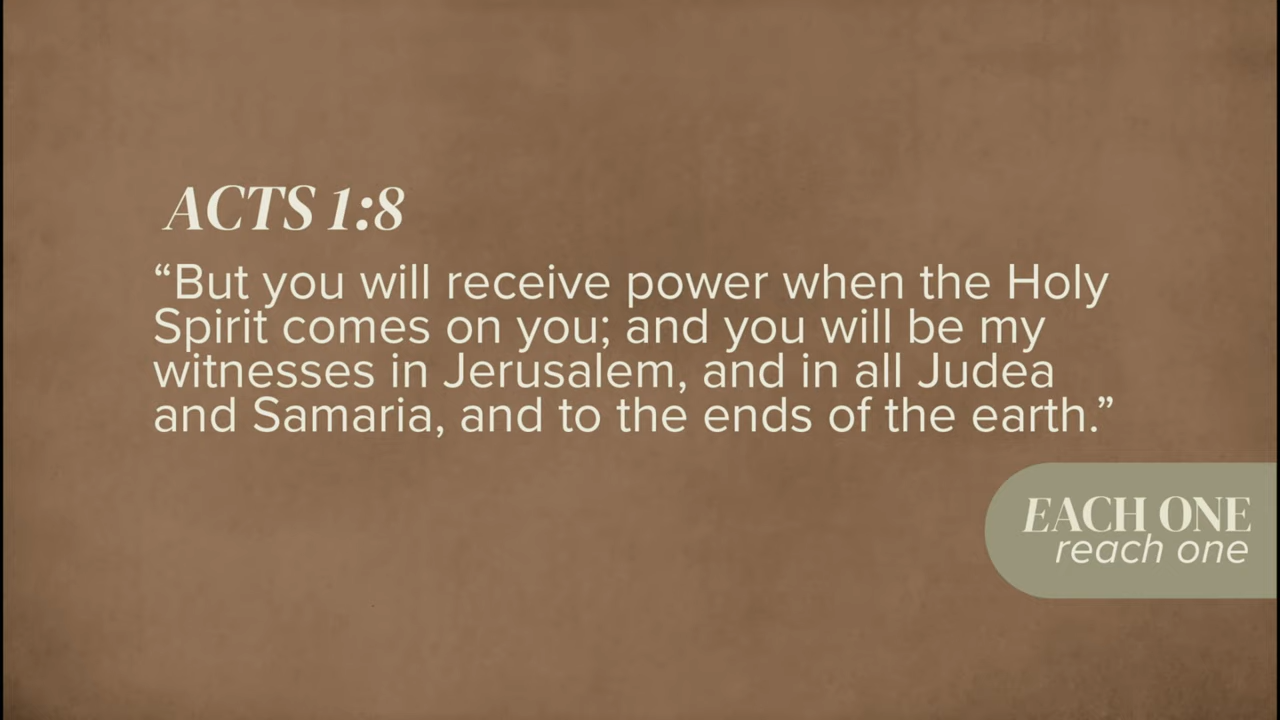 ACTS 1:8
“But you will receive power when the Holy
Spirit comes on you; and you will be my
witnesses in Jerusalem, and in all Judea
and Samaria, and to the ends of the earth.”
EACH ONE
reach one